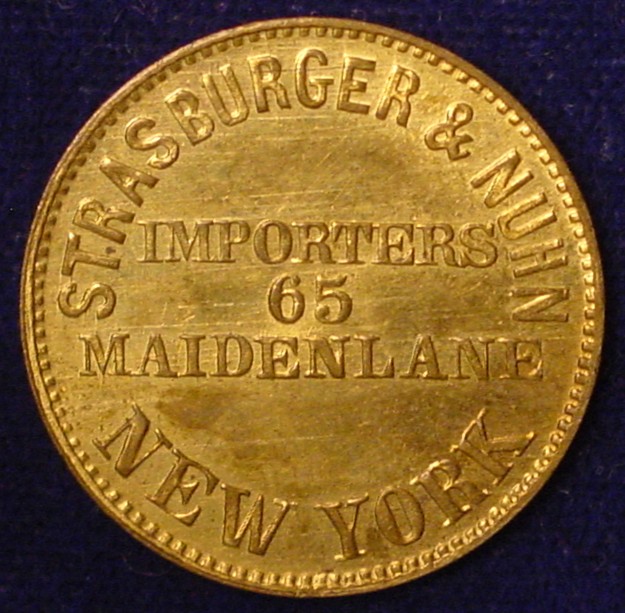 STRASBURGER & NUHN
IMPORTERS
65
MAIDENLANE
NEW YORK